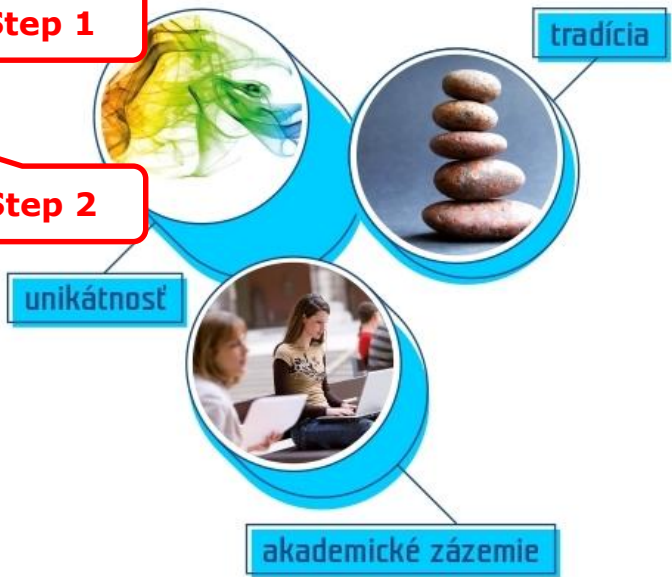 Step 1
tradícia
Step 2
unikátnosť
akademické zázemie